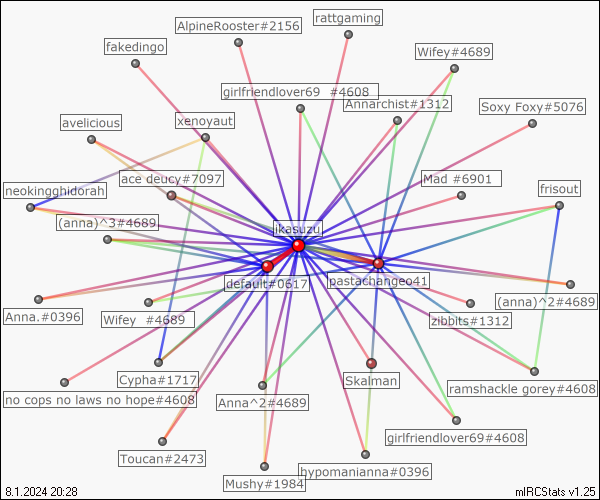 rattgaming
AlpineRooster#2156
fakedingo
Wifey#4689
girlfriendlover69 #4608
Annarchist#1312
Soxy Foxy#5076
avelicious
xenoyaut
ace deucy#7097
Mad #6901
neokingghidorah
frisout
(anna)^3#4689
ikasuzu
default#0617
pastachangeo41
(anna)^2#4689
Anna.#0396
Wifey #4689
zibbits#1312
Cypha#1717
Skalman
ramshackle gorey#4608
no cops no laws no hope#4608
Anna^2#4689
girlfriendlover69#4608
Toucan#2473
hypomanianna#0396
Mushy#1984
8.1.2024 20:28
mIRCStats v1.25